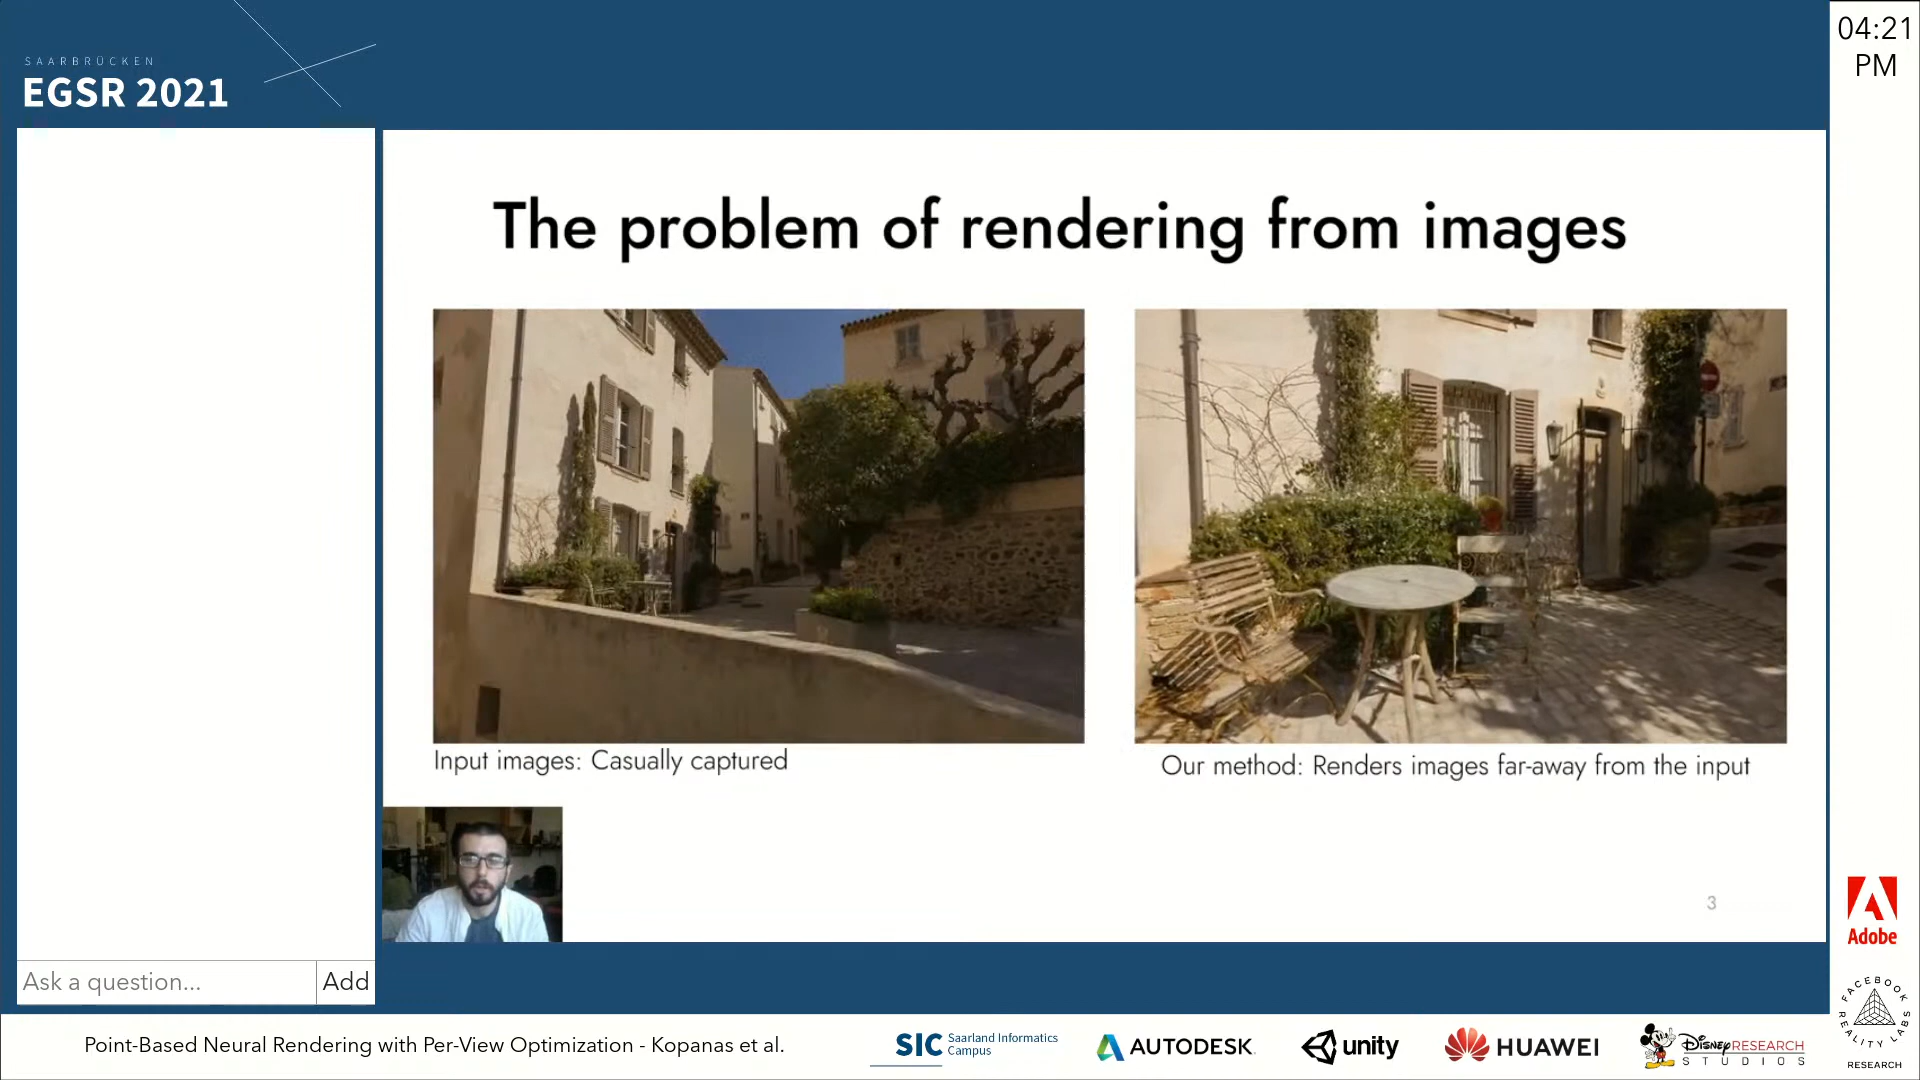 SAARBRÜCKEN
EGSR 2021
04:21
PM
The problem of rendering from images
Input images: Casually captured
Our method: Renders images far-away from the input
3
Ask a question...
Add
Point-Based Neural Rendering with Per-View Optimization - Kopanas et al.
SIC Saarland Informatics
Campus
AUTODESK
unity
HUAWEI
Disney RESEARCH
STUDIOS
Adobe
FACEBOOK
REALITY LABS
RESEARCH